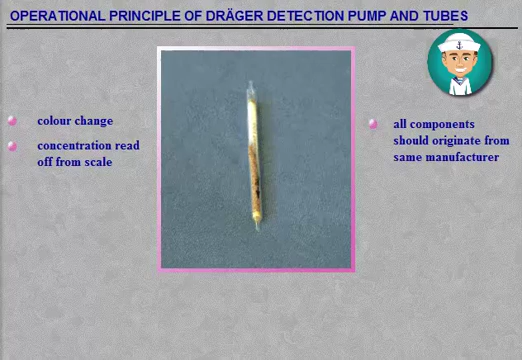 OPERATIONAL PRINCIPLE OF DRÄGER DETECTION PUMP AND TUBES
colour change
concentration read
off from scale
all components
should originate from
same manufacturer